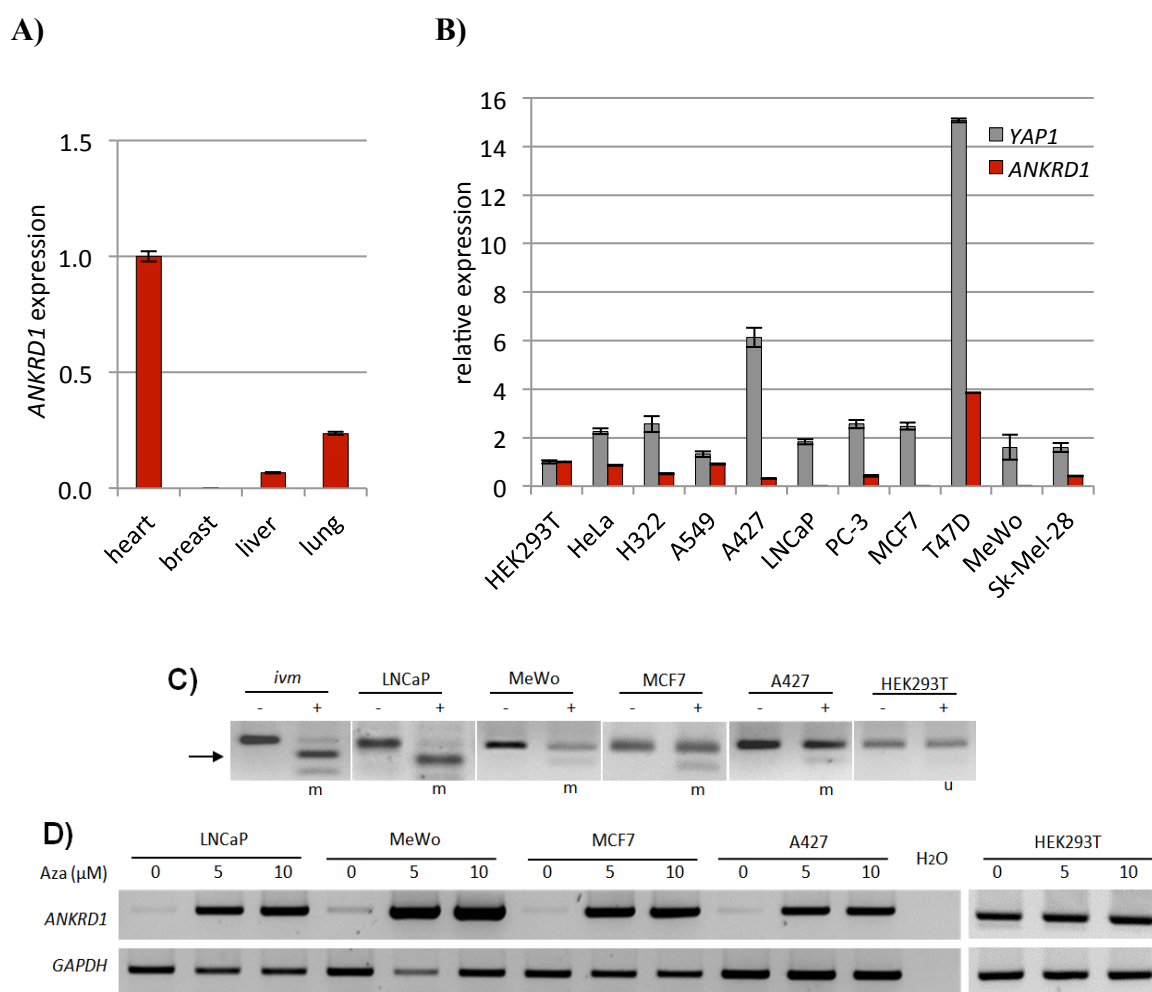 A)
B)
ANKRD1 expression
1.5
1.0
0.5
0.0
heart
breast
liver
lung
relative expression
16
14
12
10
8
6
4
2
0
YAP1
ANKRD1
HEK293T
HeLa
H322
A549
A427
LNCaP
PC-3
MCF7
T47D
MeWo
Sk-Mel-28
C)
ivm LNCaP MeWo MCF7 A427 HEK293T
- + - + - + - + - + - +
m m m m m u
D)
LNCaP MeWo MCF7 A427 H2O HEK293T
Aza (µM) 0 5 10 0 5 10 0 5 10 0 5 10 0 5 10
ANKRD1
GAPDH